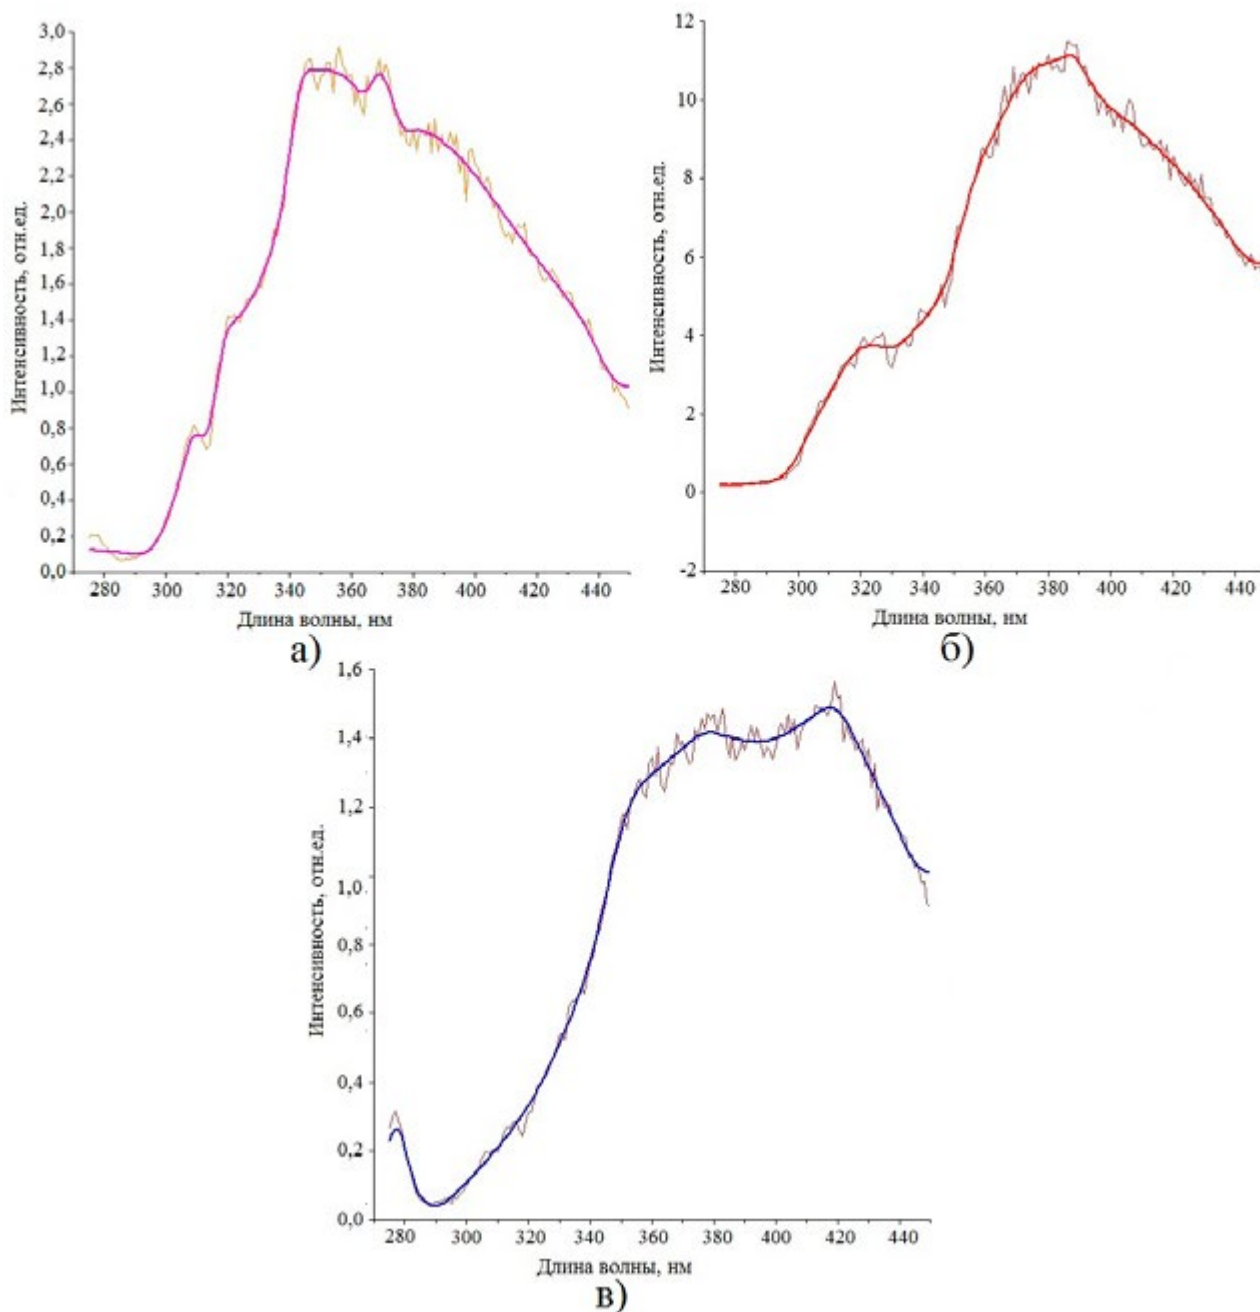 3,0
2,8
2,6
2,4
2,2
2,0
1,8
1,6
1,4
1,2
1,0
0,8
0,6
0,4
0,2
0,0
Интенсивность, отн.ед.
280 300 320 340 360 380 400 420 440
Длина волны, нм
а)
12
10
8
6
4
2
0
-2
Интенсивность, отн.ед.
280 300 320 340 360 380 400 420 440
Длина волны, нм
б)
1,6
1,4
1,2
1,0
0,8
0,6
0,4
0,2
0,0
Интенсивность, отн.ед.
280 300 320 340 360 380 400 420 440
Длина волны, нм
в)